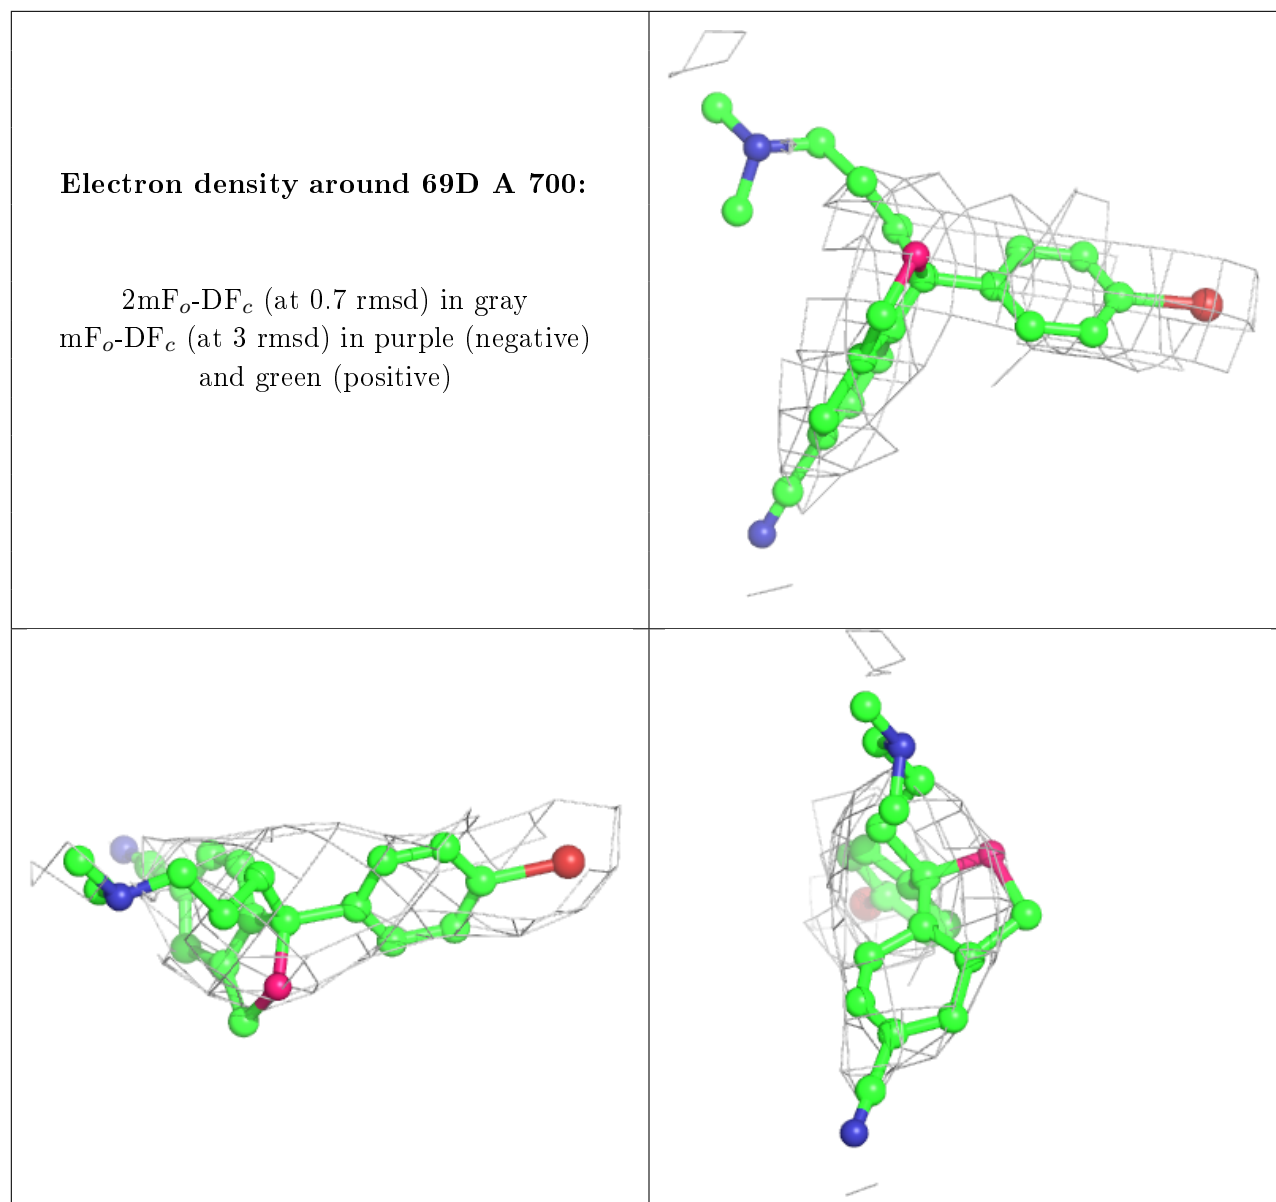 Electron density around 69D A 700:
2mFo-DFc (at 0.7 rmsd) in gray
mFo-DFc (at 3 rmsd) in purple (negative)
and green (positive)